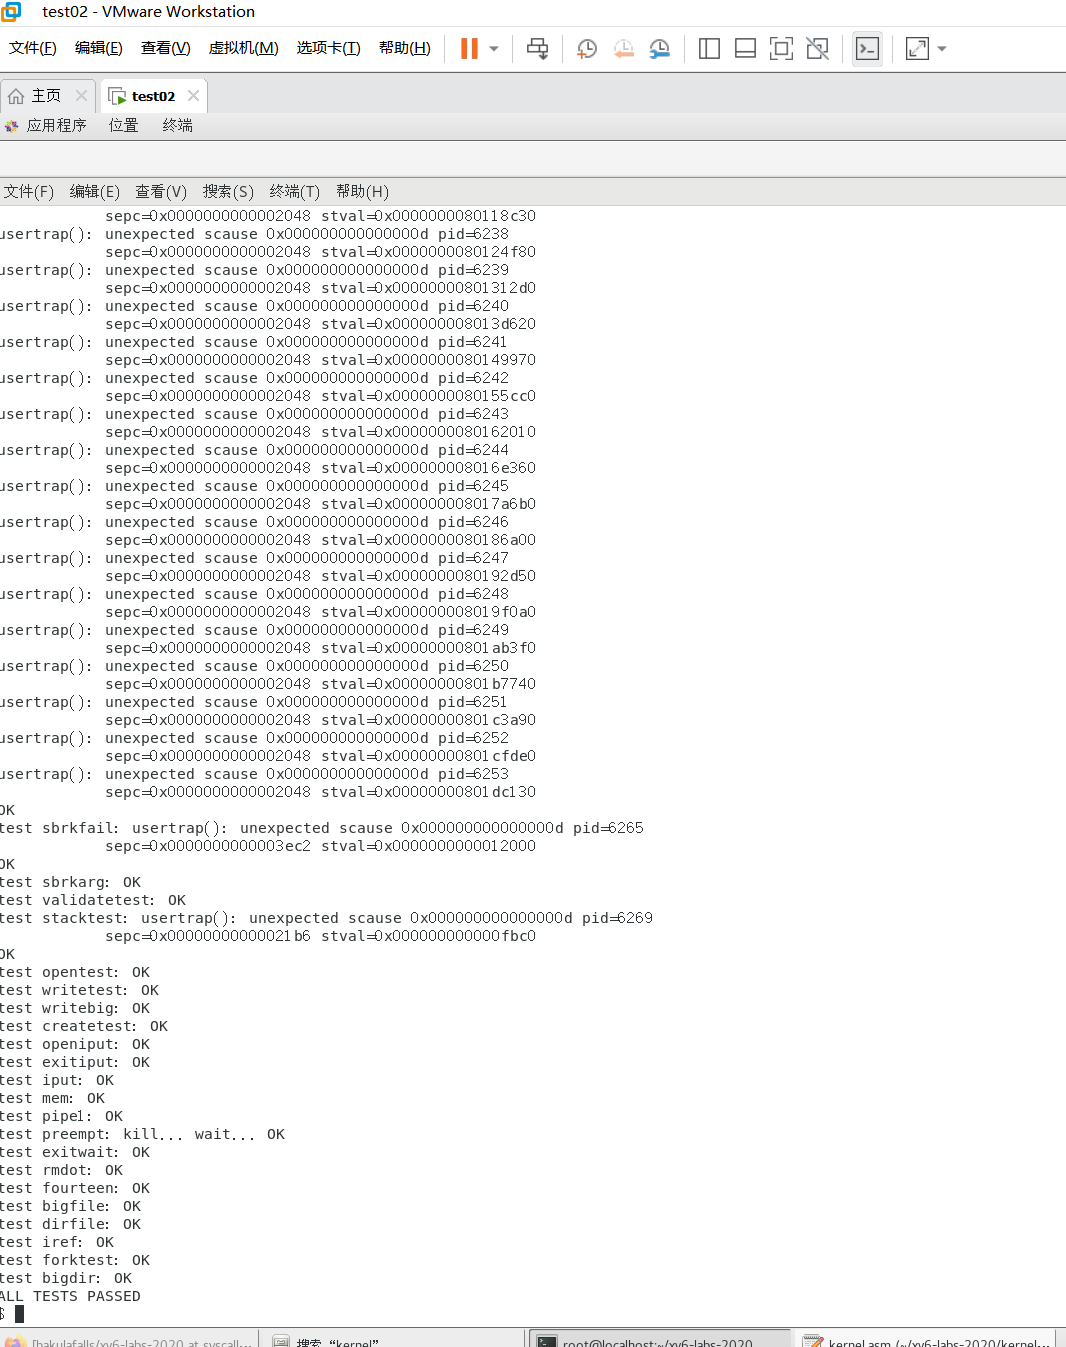 test02 - VMware Workstation
文件(F) 编辑(E) 查看(V) 虚拟机(M) 选项卡(T) 帮助(H)
主页 test02
应用程序 位置 终端
文件(F) 编辑(E) 查看(V) 搜索(S) 终端(T) 帮助(H)
sepc=0x0000000000002048 stval=0x0000000080118c30
usertrap(): unexpected scause 0x000000000000000d pid=6238
sepc=0x0000000000002048 stval=0x0000000080124f80
usertrap(): unexpected scause 0x000000000000000d pid=6239
sepc=0x0000000000002048 stval=0x00000000801312d0
usertrap(): unexpected scause 0x000000000000000d pid=6240
sepc=0x0000000000002048 stval=0x000000008013d620
usertrap(): unexpected scause 0x000000000000000d pid=6241
sepc=0x0000000000002048 stval=0x0000000080149970
usertrap(): unexpected scause 0x000000000000000d pid=6242
sepc=0x0000000000002048 stval=0x0000000080155cc0
usertrap(): unexpected scause 0x000000000000000d pid=6243
sepc=0x0000000000002048 stval=0x0000000080162010
usertrap(): unexpected scause 0x000000000000000d pid=6244
sepc=0x0000000000002048 stval=0x000000008016e360
usertrap(): unexpected scause 0x000000000000000d pid=6245
sepc=0x0000000000002048 stval=0x000000008017a6b0
usertrap(): unexpected scause 0x000000000000000d pid=6246
sepc=0x0000000000002048 stval=0x0000000080186a00
usertrap(): unexpected scause 0x000000000000000d pid=6247
sepc=0x0000000000002048 stval=0x0000000080192d50
usertrap(): unexpected scause 0x000000000000000d pid=6248
sepc=0x0000000000002048 stval=0x000000008019f0a0
usertrap(): unexpected scause 0x000000000000000d pid=6249
sepc=0x0000000000002048 stval=0x00000000801ab3f0
usertrap(): unexpected scause 0x000000000000000d pid=6250
sepc=0x0000000000002048 stval=0x00000000801b7740
usertrap(): unexpected scause 0x000000000000000d pid=6251
sepc=0x0000000000002048 stval=0x00000000801c3a90
usertrap(): unexpected scause 0x000000000000000d pid=6252
sepc=0x0000000000002048 stval=0x00000000801cfde0
usertrap(): unexpected scause 0x000000000000000d pid=6253
sepc=0x0000000000002048 stval=0x00000000801dc130
OK
test sbrkfail: usertrap(): unexpected scause 0x000000000000000d pid=6265
sepc=0x0000000000003ec2 stval=0x0000000000012000
OK
test sbrkarg: OK
test validatetest: OK
test stacktest: usertrap(): unexpected scause 0x000000000000000d pid=6269
sepc=0x00000000000021b6 stval=0x000000000000fbc0
OK
test opentest: OK
test writetest: OK
test writebig: OK
test createtest: OK
test openiput: OK
test exitiput: OK
test iput: OK
test mem: OK
test pipe1: OK
test preempt: kill... wait... OK
test exitwait: OK
test rmdot: OK
test fourteen: OK
test bigfile: OK
test dirfile: OK
test iref: OK
test forktest: OK
test bigdir: OK
ALL TESTS PASSED
$
[bakulafalls/xv6-labs-2020 at syscall... 搜索 “kernel” root@localhost:~/xv6-labs-2020 kernel.asm (~/xv6-labs-2020/kernel...